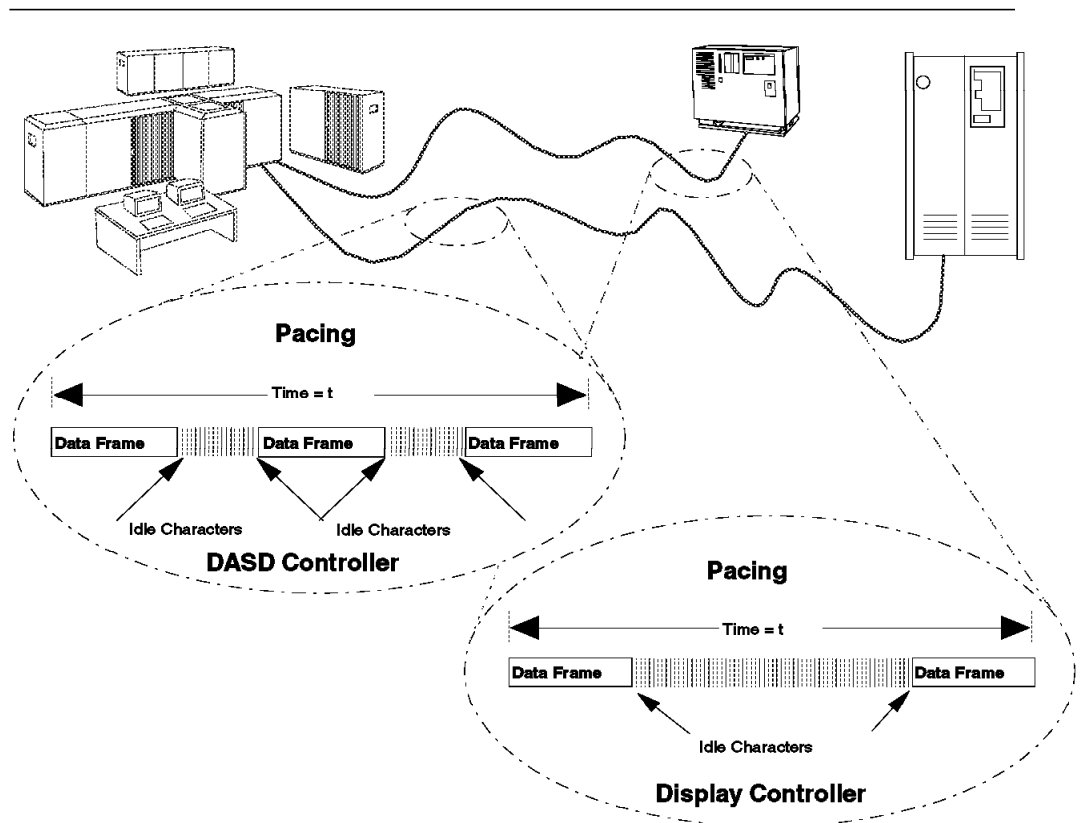 Pacing
Time = t
Data Frame Data Frame Data Frame
Idle Characters Idle Characters
DASD Controller
Pacing
Time = t
Data Frame Data Frame
Idle Characters
Display Controller